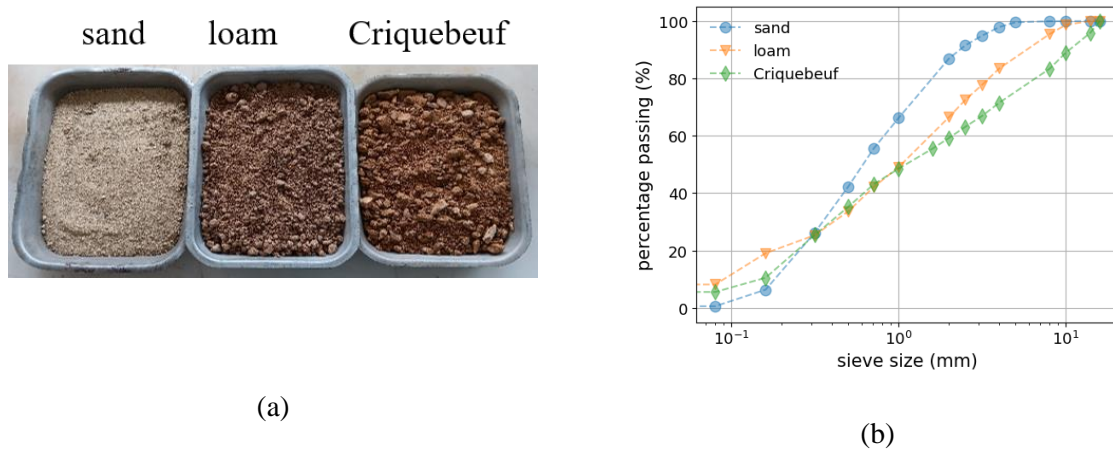 sand loam Criquebeuf
(a)
sand
loam
Criquebeuf
percentage passing (%)
100
80
60
40
20
0
10⁻¹ 10⁰ 10¹
sieve size (mm)
(b)